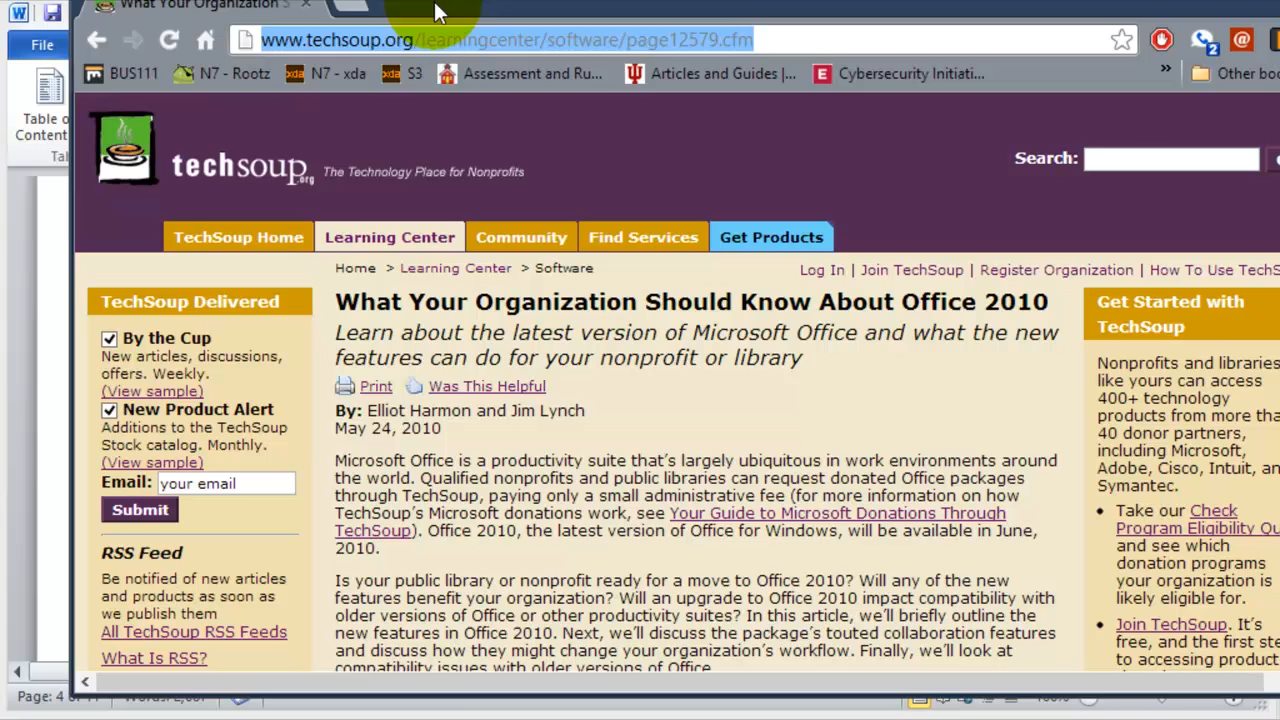 What Your Organization S
File
www.techsoup.org/learningcenter/software/page12579.cfm
2
BUS111 N7 - Rootz N7 - xda S3 Assessment and Ru... Articles and Guides |... Cybersecurity Initiati... » Other boo
Table o
Content
Tal
techsoup.org The Technology Place for Nonprofits
Search:
TechSoup Home Learning Center Community Find Services Get Products
Home > Learning Center > Software
Log In | Join TechSoup | Register Organization | How To Use TechS
TechSoup Delivered
By the Cup
New articles, discussions,
offers. Weekly.
(View sample)
New Product Alert
Additions to the TechSoup
Stock catalog. Monthly.
(View sample)
Email: your email
Submit
RSS Feed
Be notified of new articles
and products as soon as
we publish them
All TechSoup RSS Feeds
What Is RSS?
What Your Organization Should Know About Office 2010
Learn about the latest version of Microsoft Office and what the new
features can do for your nonprofit or library
Print Was This Helpful
By: Elliot Harmon and Jim Lynch
May 24, 2010
Microsoft Office is a productivity suite that's largely ubiquitous in work environments around
the world. Qualified nonprofits and public libraries can request donated Office packages
through TechSoup, paying only a small administrative fee (for more information on how
TechSoup's Microsoft donations work, see Your Guide to Microsoft Donations Through
TechSoup). Office 2010, the latest version of Office for Windows, will be available in June,
2010.
Is your public library or nonprofit ready for a move to Office 2010? Will any of the new
features benefit your organization? Will an upgrade to Office 2010 impact compatibility with
older versions of Office or other productivity suites? In this article, we'll briefly outline the
new features in Office 2010. Next, we'll discuss the package's touted collaboration features
and discuss how they might change your organization's workflow. Finally, we'll look at
compatibility issues with older versions of Office.
Get Started with
TechSoup
Nonprofits and libraries
like yours can access
400+ technology
products from more tha
40 donor partners,
including Microsoft,
Adobe, Cisco, Intuit, an
Symantec.
• Take our Check
Program Eligibility Qu
and see which
donation programs
your organization is
likely eligible for.
• Join TechSoup. It's
free, and the first ste
to accessing product
Page: 4 of